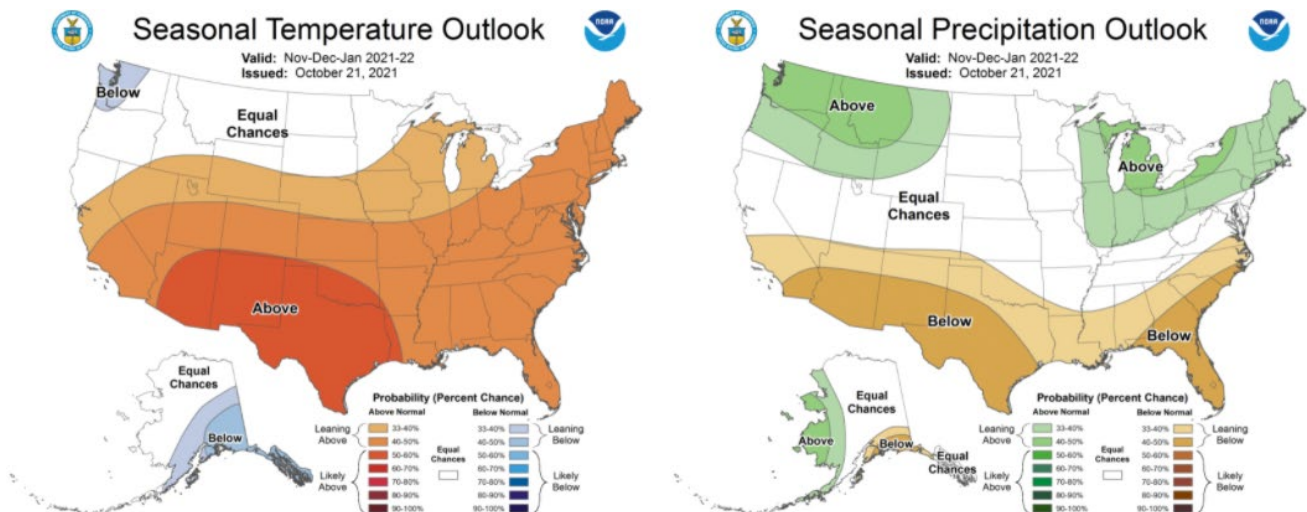 Seasonal Temperature Outlook
NOAA
Valid: Nov-Dec-Jan 2021-22
Issued: October 21, 2021
Below
Equal
Chances
Above
Equal
Chances
Below
Probability (Percent Chance)
Above Normal
Below Normal
Leaning
Above
33-40%
40-50%
33-40%
40-50%
Leaning
Below
Likely
Above
50-60%
60-70%
70-80%
80-90%
90-100%
Equal
Chances
50-60%
60-70%
70-80%
80-90%
90-100%
Likely
Below
Seasonal Precipitation Outlook
NOAA
Valid: Nov-Dec-Jan 2021-22
Issued: October 21, 2021
Above
Above
Equal
Chances
Below
Below
Equal
Chances
Above
Below
Equal
Chances
Probability (Percent Chance)
Above Normal
Below Normal
Leaning
Above
33-40%
40-50%
33-40%
40-50%
Leaning
Below
Likely
Above
50-60%
60-70%
70-80%
80-90%
90-100%
Equal
Chances
50-60%
60-70%
70-80%
80-90%
90-100%
Likely
Below